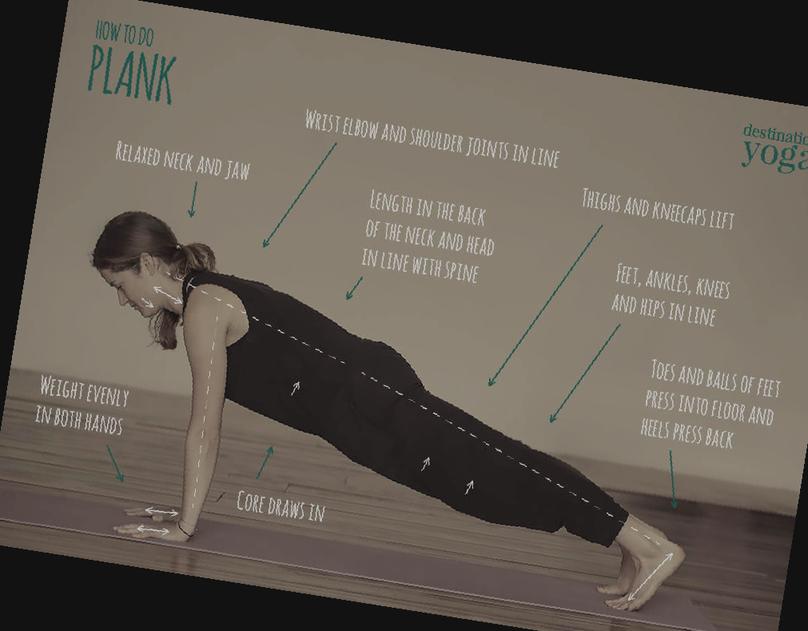 HOW TO DO
PLANK
destination
yoga
WRIST ELBOW AND SHOULDER JOINTS IN LINE
RELAXED NECK AND JAW
LENGTH IN THE BACK
OF THE NECK AND HEAD
IN LINE WITH SPINE
THIGHS AND KNEECAPS LIFT
FEET, ANKLES, KNEES
AND HIPS IN LINE
TOES AND BALLS OF FEET
PRESS INTO FLOOR AND
HEELS PRESS BACK
WEIGHT EVENLY
IN BOTH HANDS
CORE DRAWS IN